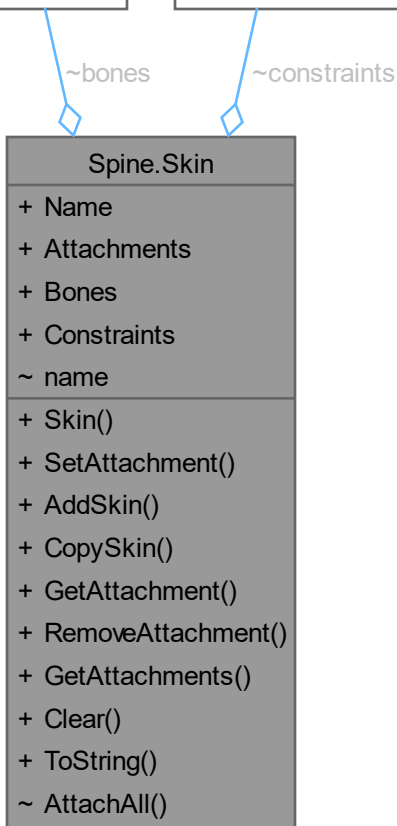 ~bones
~constraints
Spine.Skin
+ Name
+ Attachments
+ Bones
+ Constraints
~ name
+ Skin()
+ SetAttachment()
+ AddSkin()
+ CopySkin()
+ GetAttachment()
+ RemoveAttachment()
+ GetAttachments()
+ Clear()
+ ToString()
~ AttachAll()